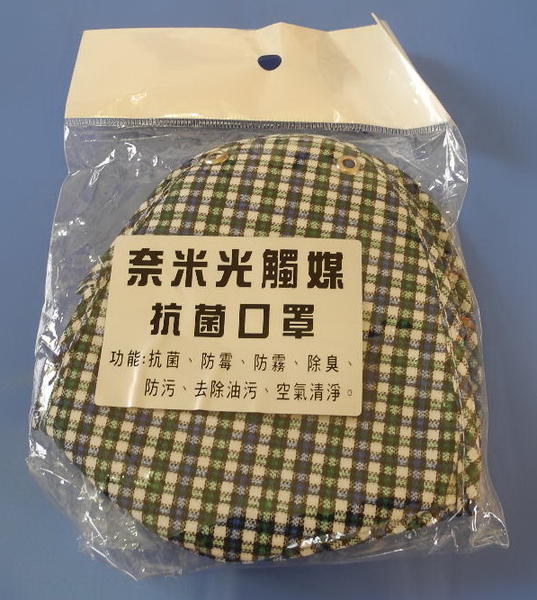 奈米光觸媒
抗菌口罩
功能:抗菌、防霉、防霧、除臭、
防污、去除油污、空氣清淨。